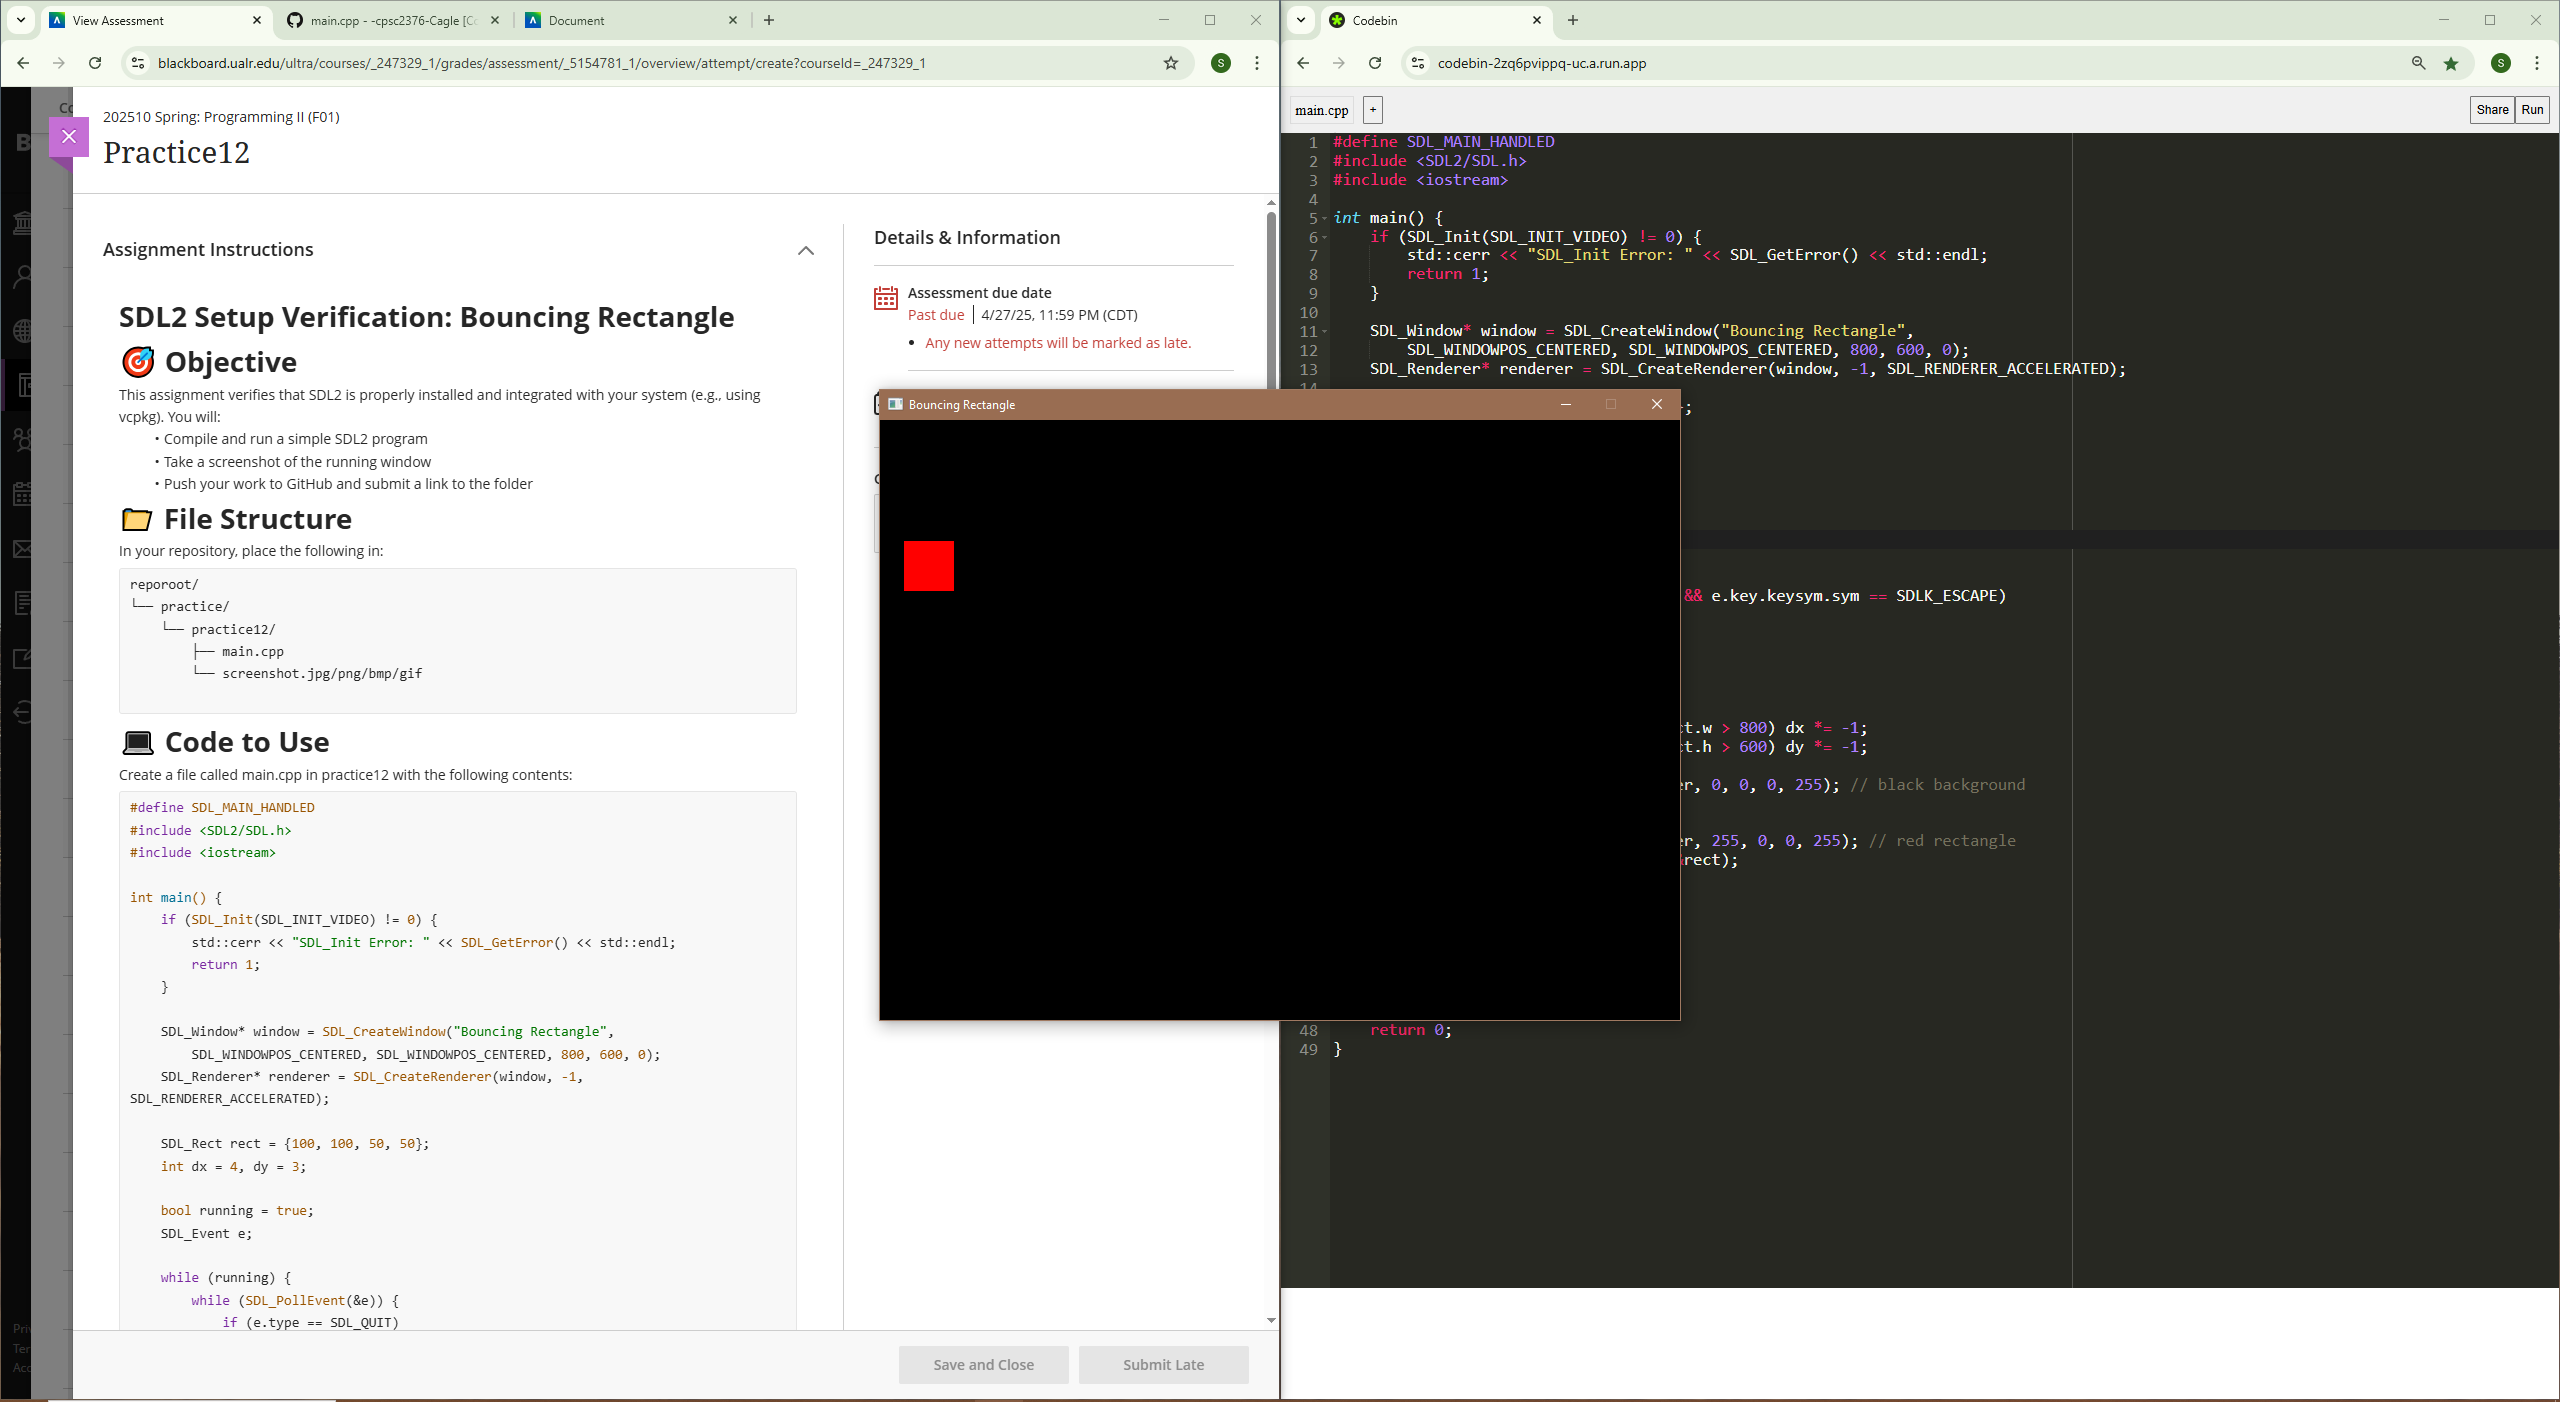 View Assessment
main.cpp - -cpsc2376-Cagle [Co
Document
blackboard.ualr.edu/ultra/courses/_247329_1/grades/assessment/_5154781_1/overview/attempt/create?courseId=_247329_1
S
202510 Spring: Programming II (F01)
Practice12
Assignment Instructions
SDL2 Setup Verification: Bouncing Rectangle
Objective
This assignment verifies that SDL2 is properly installed and integrated with your system (e.g., using
vcpkg). You will:
• Compile and run a simple SDL2 program
• Take a screenshot of the running window
• Push your work to GitHub and submit a link to the folder
File Structure
In your repository, place the following in:
reporoot/
└── practice/
└── practice12/
├── main.cpp
└── screenshot.jpg/png/bmp/gif
Code to Use
Create a file called main.cpp in practice12 with the following contents:
#define SDL_MAIN_HANDLED
#include <SDL2/SDL.h>
#include <iostream>
int main() {
if (SDL_Init(SDL_INIT_VIDEO) != 0) {
std::cerr << "SDL_Init Error: " << SDL_GetError() << std::endl;
return 1;
}
SDL_Window* window = SDL_CreateWindow("Bouncing Rectangle",
SDL_WINDOWPOS_CENTERED, SDL_WINDOWPOS_CENTERED, 800, 600, 0);
SDL_Renderer* renderer = SDL_CreateRenderer(window, -1,
SDL_RENDERER_ACCELERATED);
SDL_Rect rect = {100, 100, 50, 50};
int dx = 4, dy = 3;
bool running = true;
SDL_Event e;
while (running) {
while (SDL_PollEvent(&e)) {
if (e.type == SDL_QUIT)
Details & Information
Assessment due date
Past due | 4/27/25, 11:59 PM (CDT)
• Any new attempts will be marked as late.
Save and Close
Submit Late
Bouncing Rectangle
Codebin
codebin-2zq6pvippq-uc.a.run.app
S
main.cpp
+
Share
Run
1 #define SDL_MAIN_HANDLED
2 #include <SDL2/SDL.h>
3 #include <iostream>
4
5 int main() {
6 if (SDL_Init(SDL_INIT_VIDEO) != 0) {
7 std::cerr << "SDL_Init Error: " << SDL_GetError() << std::endl;
8 return 1;
9 }
10
11 SDL_Window* window = SDL_CreateWindow("Bouncing Rectangle",
12 SDL_WINDOWPOS_CENTERED, SDL_WINDOWPOS_CENTERED, 800, 600, 0);
13 SDL_Renderer* renderer = SDL_CreateRenderer(window, -1, SDL_RENDERER_ACCELERATED);
;
&& e.key.keysym.sym == SDLK_ESCAPE)
ct.w > 800) dx *= -1;
ct.h > 600) dy *= -1;
er, 0, 0, 0, 255); // black background
er, 255, 0, 0, 255); // red rectangle
rect);
48 return 0;
49 }